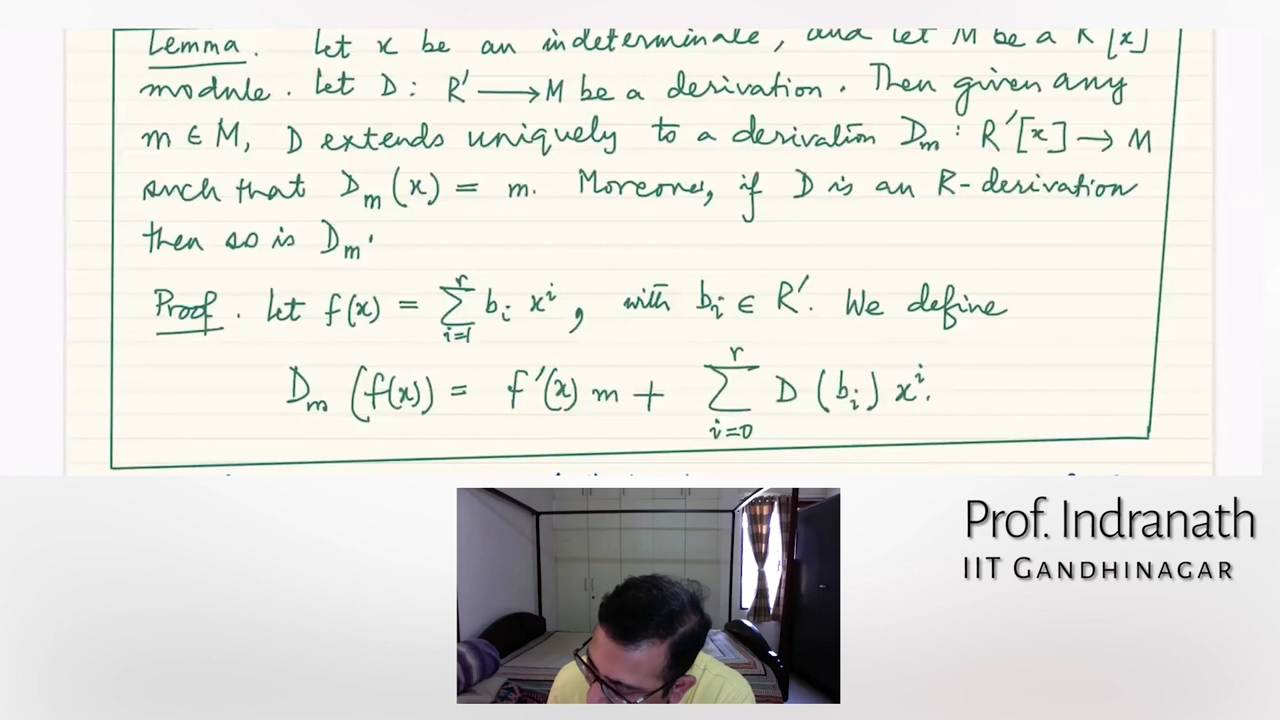 Lemma. Let x be an indeterminate, and let M be a R'[x]
module. Let D: R' → M be a derivation. Then given any
m ∈ M, D extends uniquely to a derivation Dₘ: R'[x] → M
such that Dₘ(x) = m. Moreover, if D is an R-derivation
then so is Dₘ.
Proof. Let f(x) = ∑_{i=1}^{r} bᵢ xⁱ, with bᵢ ∈ R'. We define
Dₘ (f(x)) = f'(x) m + ∑_{i=0}^{r} D (bᵢ) xⁱ.
Prof. Indranath
IIT GANDHINAGAR